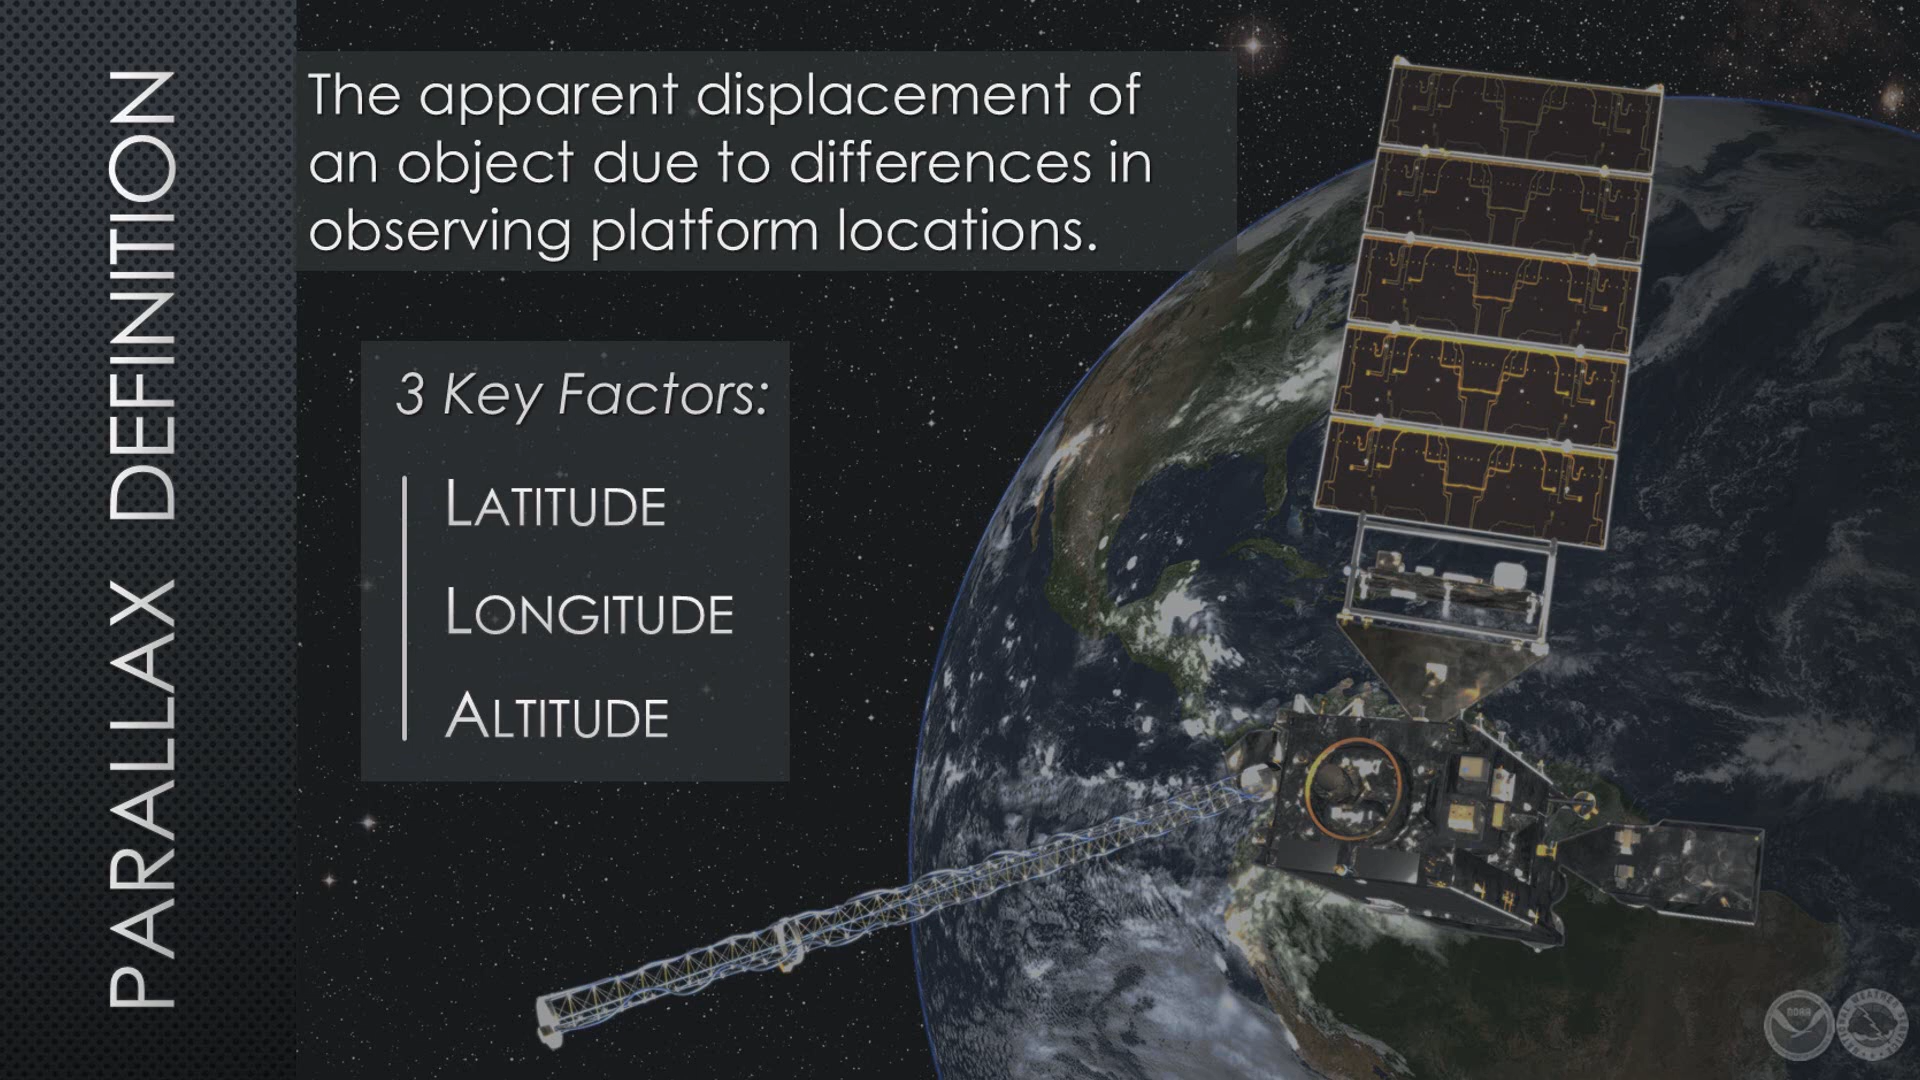 PARALLAX DEFINITION
The apparent displacement of
an object due to differences in
observing platform locations.
3 Key Factors:
LATITUDE
LONGITUDE
ALTITUDE
NOAA